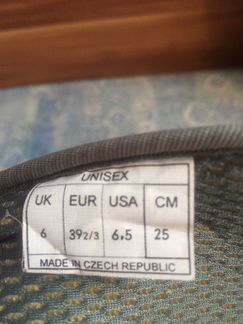 UNISEX
UK EUR USA CM
6 39 2/3 6,5 25
MADE IN CZECH REPUBLIC